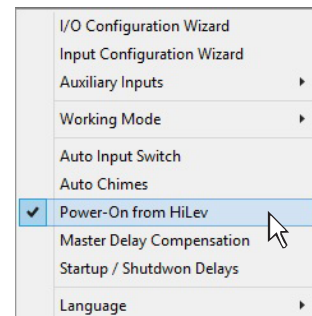 I/O Configuration Wizard
Input Configuration Wizard
Auxiliary Inputs
Working Mode
Auto Input Switch
Auto Chimes
Power-On from HiLev
Master Delay Compensation
Startup / Shutdwon Delays
Language